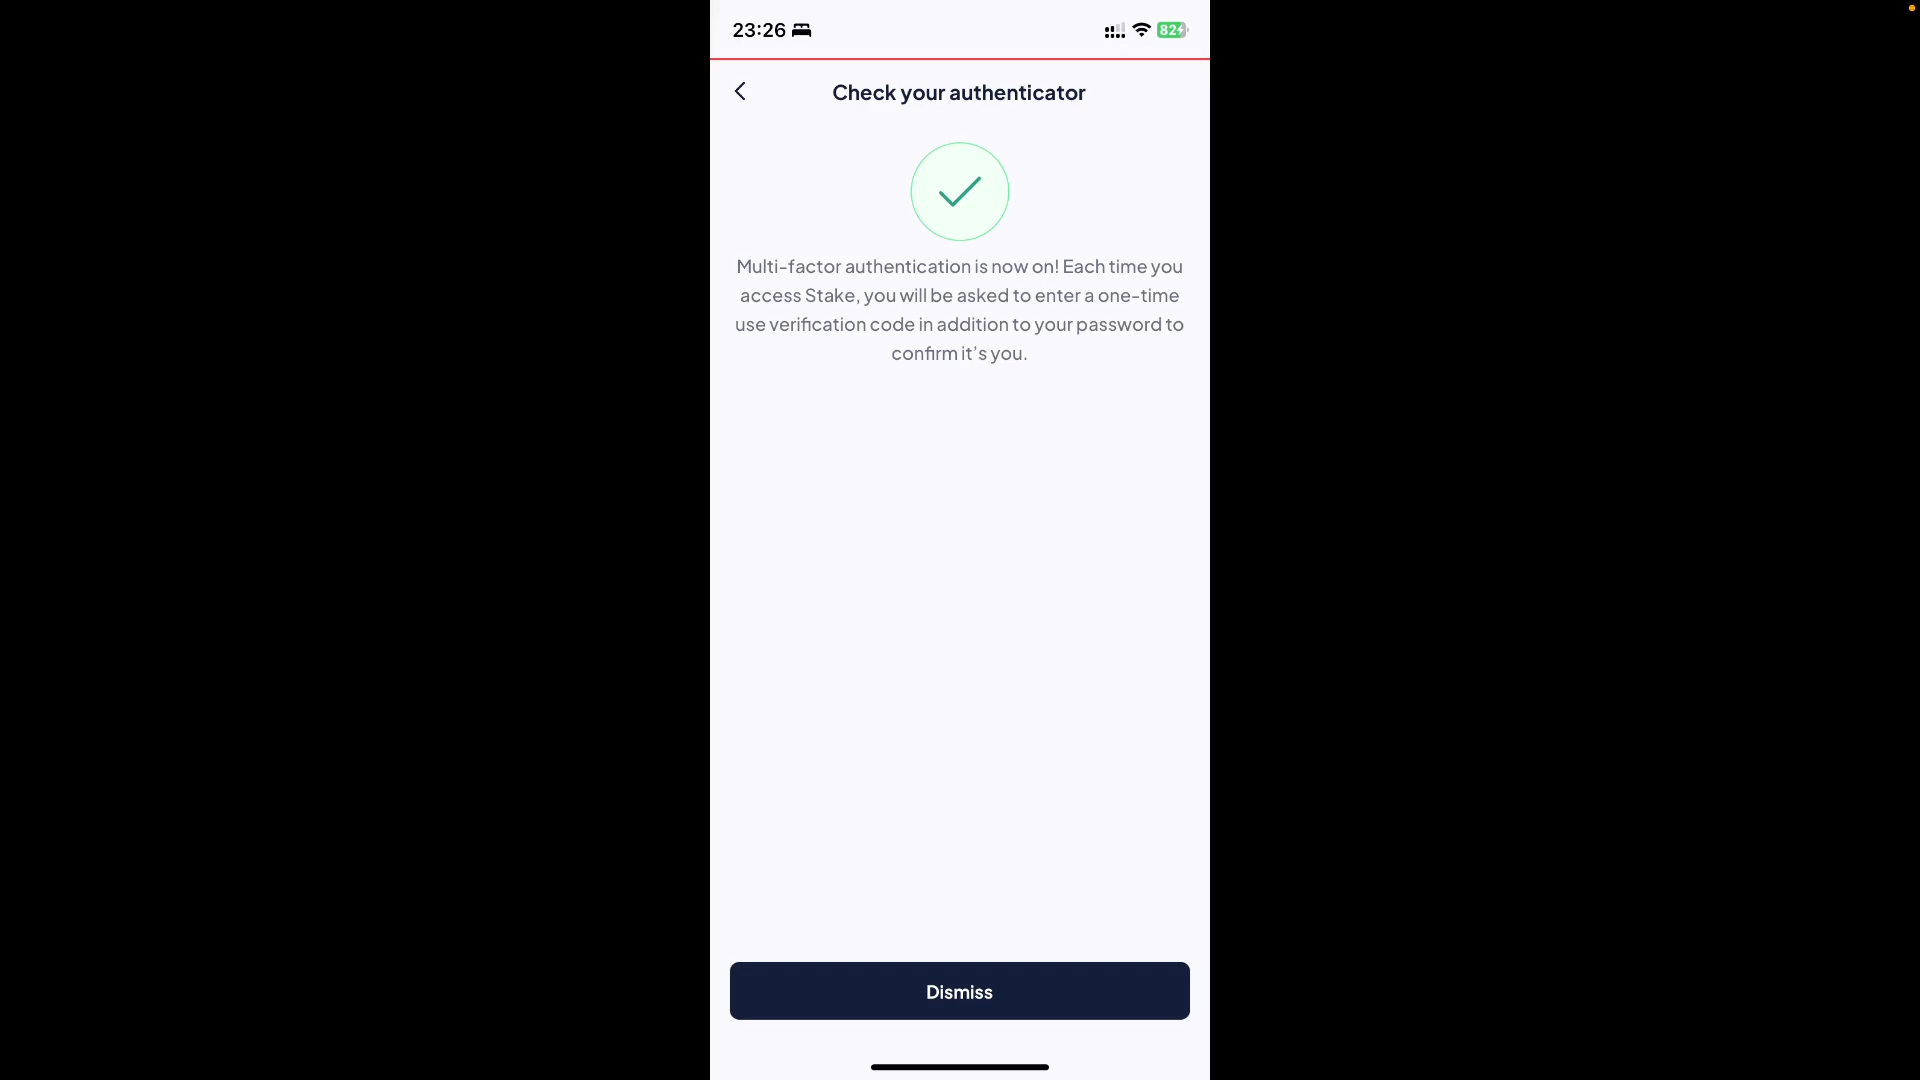 23:26
82
Check your authenticator
Multi-factor authentication is now on! Each time you
access Stake, you will be asked to enter a one-time
use verification code in addition to your password to
confirm it’s you.
Dismiss